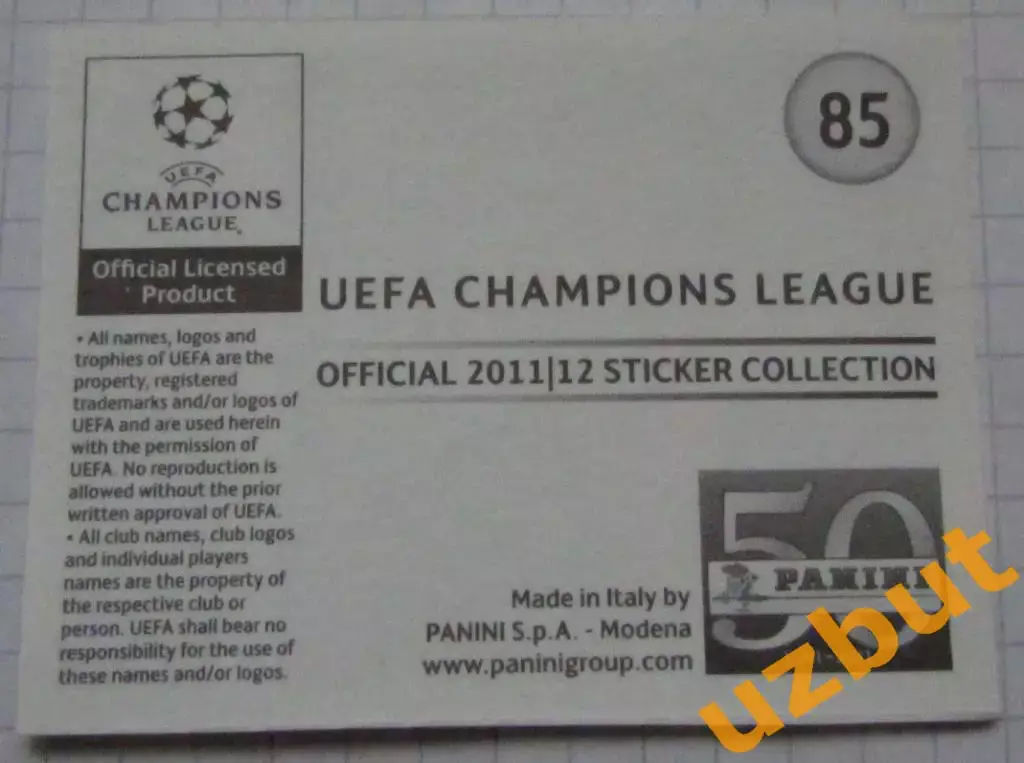 UEFA
CHAMPIONS
LEAGUE®
Official Licensed
Product
85
UEFA CHAMPIONS LEAGUE
OFFICIAL 2011|12 STICKER COLLECTION
• All names, logos and
trophies of UEFA are the
property, registered
trademarks and/or logos of
UEFA and are used herein
with the permission of
UEFA. No reproduction is
allowed without the prior
written approval of UEFA.
• All club names, club logos
and individual players
names are the property of
the respective club or
person. UEFA shall bear no
responsibility for the use of
these names and/or logos.
Made in Italy by
PANINI S.p.A. - Modena
www.paninigroup.com
50
PANINI
uzbut